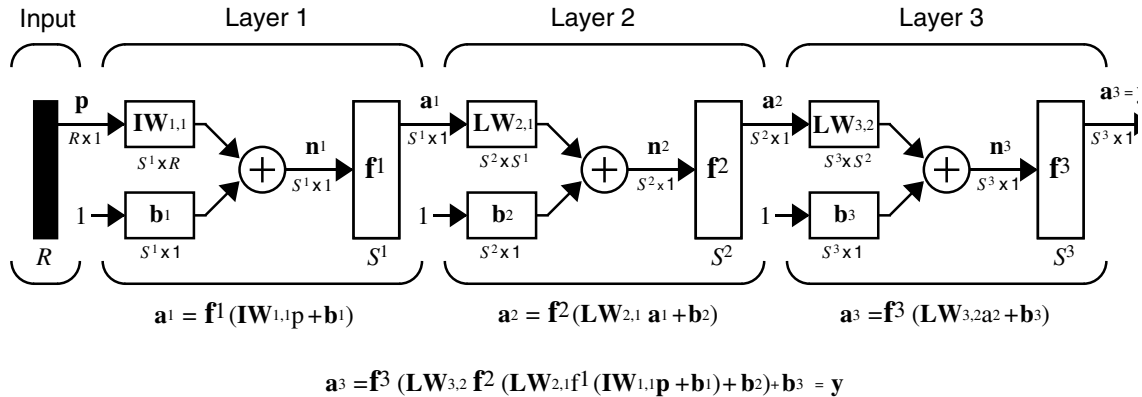 Input Layer 1 Layer 2 Layer 3
p a1 a2 a3 = y
IW1,1 LW2,1 LW3,2
R x 1 n1 S1 x 1 n2 S2 x 1 n3 S3 x 1
S1 x R S2 x S1 S3 x S2
+ f1 + f2 + f3
S1 x 1 S2 x 1 S3 x 1
1 b1 1 b2 1 b3
S1 x 1 S2 x 1 S3 x 1
R S1 S2 S3
a1 = f1 (IW1,1p +b1) a2 = f2 (LW2,1 a1+b2) a3 =f3 (LW3,2a2+b3)
a3 =f3 (LW3,2 f2 (LW2,1f1 (IW1,1p +b1)+b2)+b3 = y